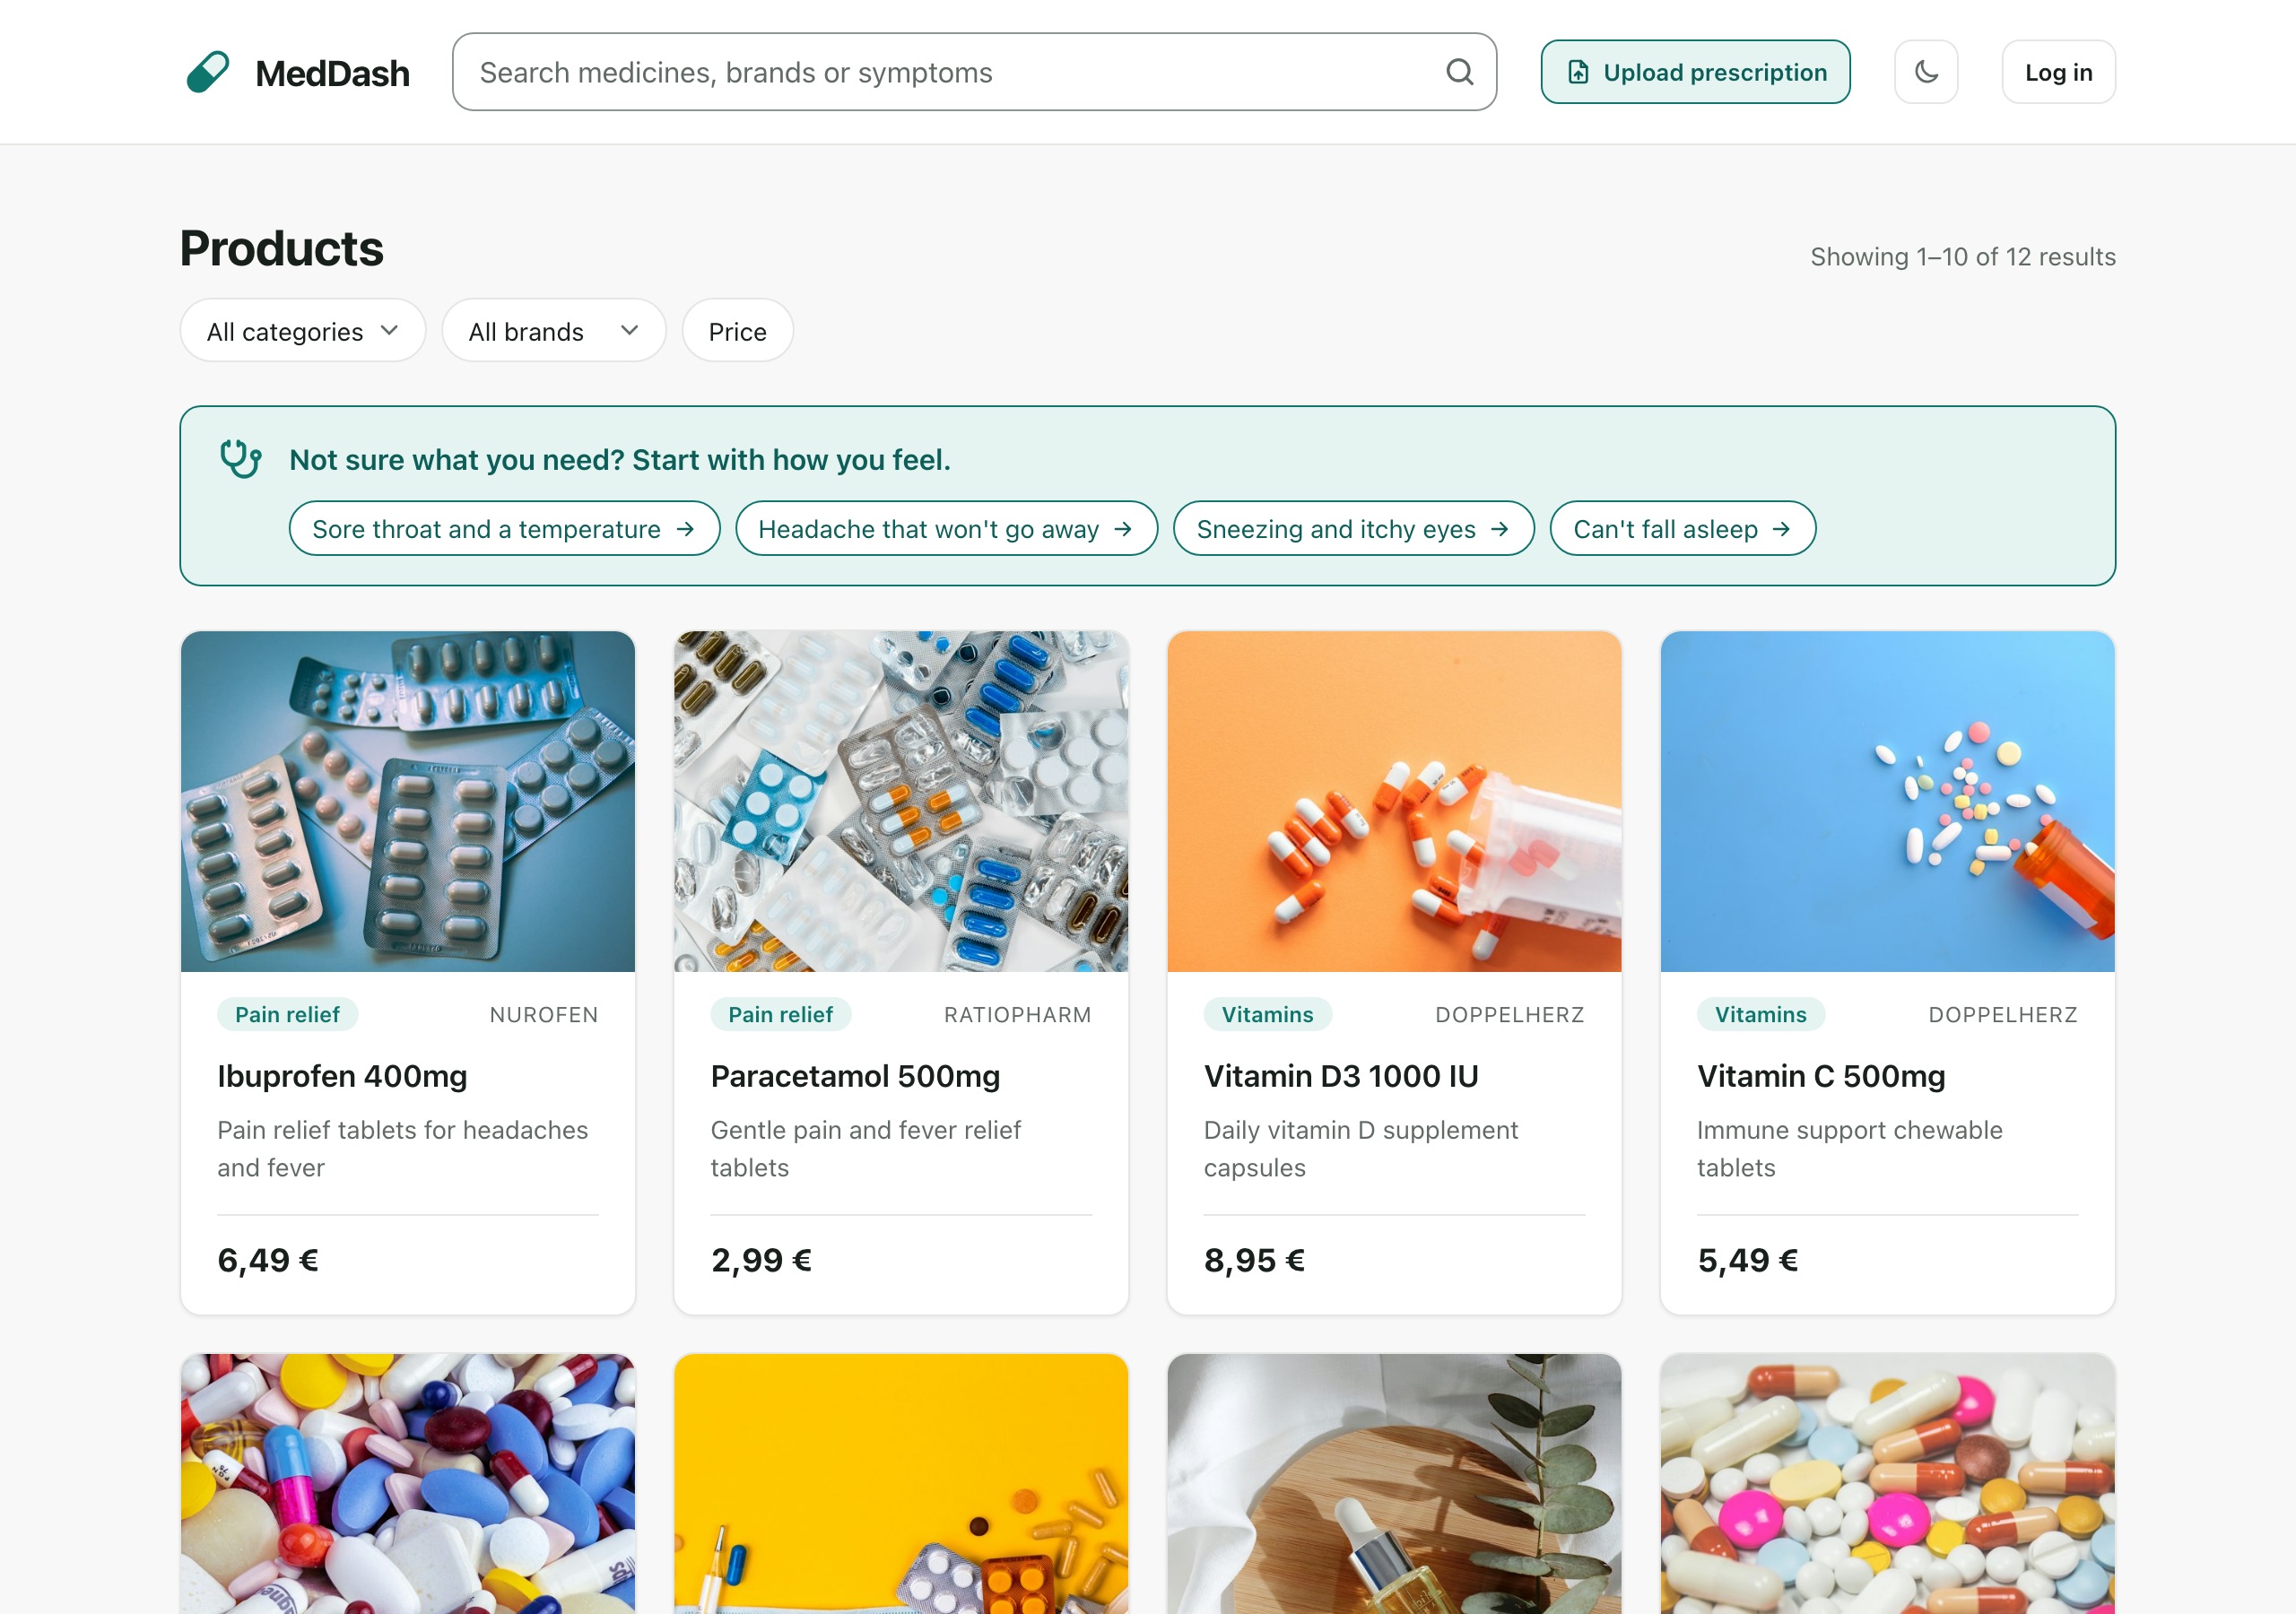 MedDash
Search medicines, brands or symptoms
Upload prescription
Log in
Products
Showing 1–10 of 12 results
All categories
All brands
Price
Not sure what you need? Start with how you feel.
Sore throat and a temperature →
Headache that won't go away →
Sneezing and itchy eyes →
Can't fall asleep →
Pain relief
NUROFEN
Ibuprofen 400mg
Pain relief tablets for headaches
and fever
6,49 €
Pain relief
RATIOPHARM
Paracetamol 500mg
Gentle pain and fever relief
tablets
2,99 €
Vitamins
DOPPELHERZ
Vitamin D3 1000 IU
Daily vitamin D supplement
capsules
8,95 €
Vitamins
DOPPELHERZ
Vitamin C 500mg
Immune support chewable
tablets
5,49 €